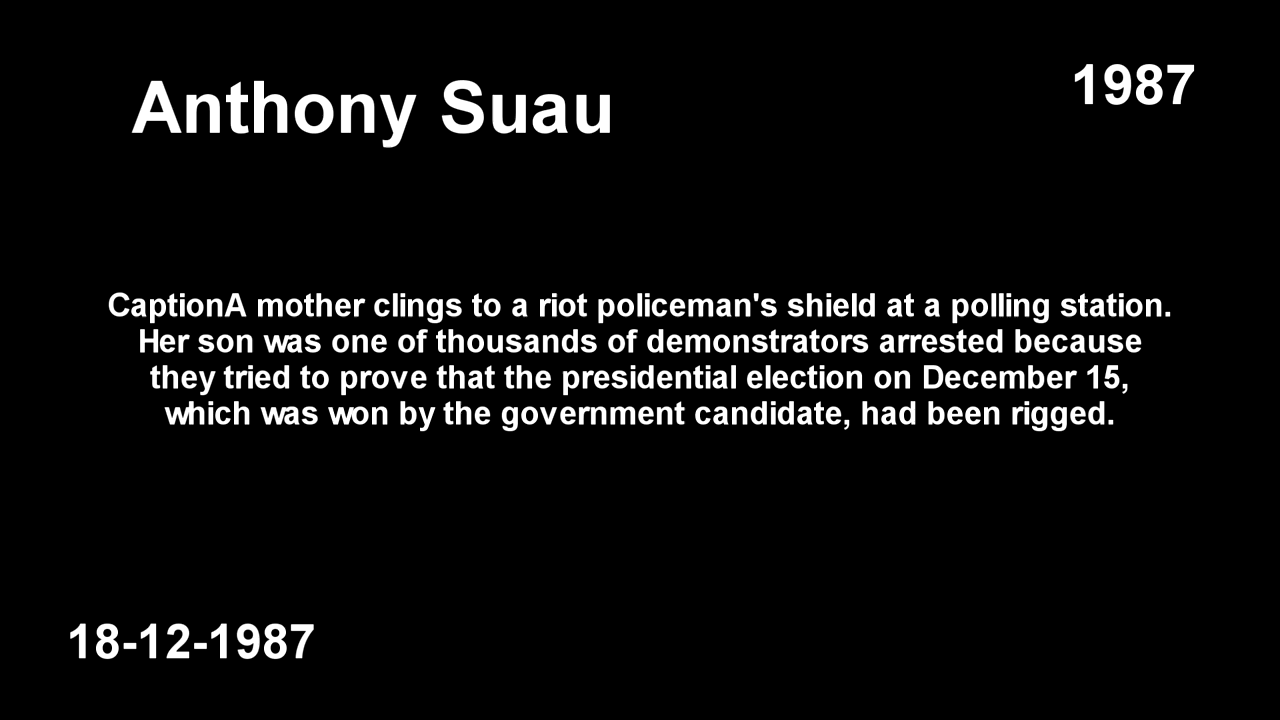 Anthony Suau
1987
CaptionA mother clings to a riot policeman's shield at a polling station.
Her son was one of thousands of demonstrators arrested because
they tried to prove that the presidential election on December 15,
which was won by the government candidate, had been rigged.
18-12-1987